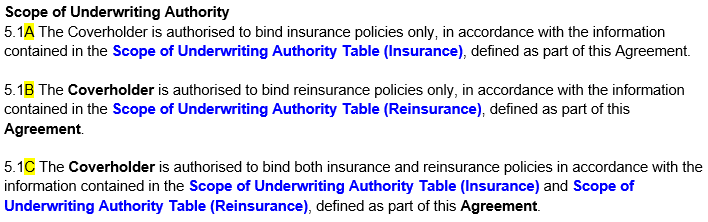 Scope of Underwriting Authority
5.1A The Coverholder is authorised to bind insurance policies only, in accordance with the information
contained in the Scope of Underwriting Authority Table (Insurance), defined as part of this Agreement.
5.1B The Coverholder is authorised to bind reinsurance policies only, in accordance with the information
contained in the Scope of Underwriting Authority Table (Reinsurance), defined as part of this
Agreement.
5.1C The Coverholder is authorised to bind both insurance and reinsurance policies in accordance with the
information contained in the Scope of Underwriting Authority Table (Insurance) and Scope of
Underwriting Authority Table (Reinsurance), defined as part of this Agreement.